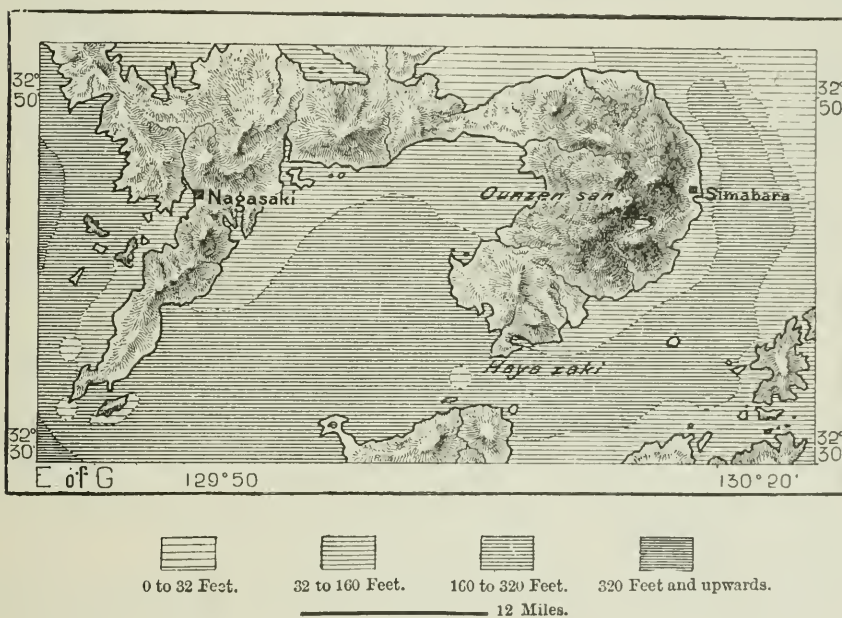 32°
50'
32°
50'
Nagasaki
Ounzen san
Simabara
Haya zaki
32°
30'
32°
30'
E of G
129°50
130°20'
0 to 32 Feet.
32 to 160 Feet.
160 to 320 Feet.
320 Feet and upwards.
12 Miles.